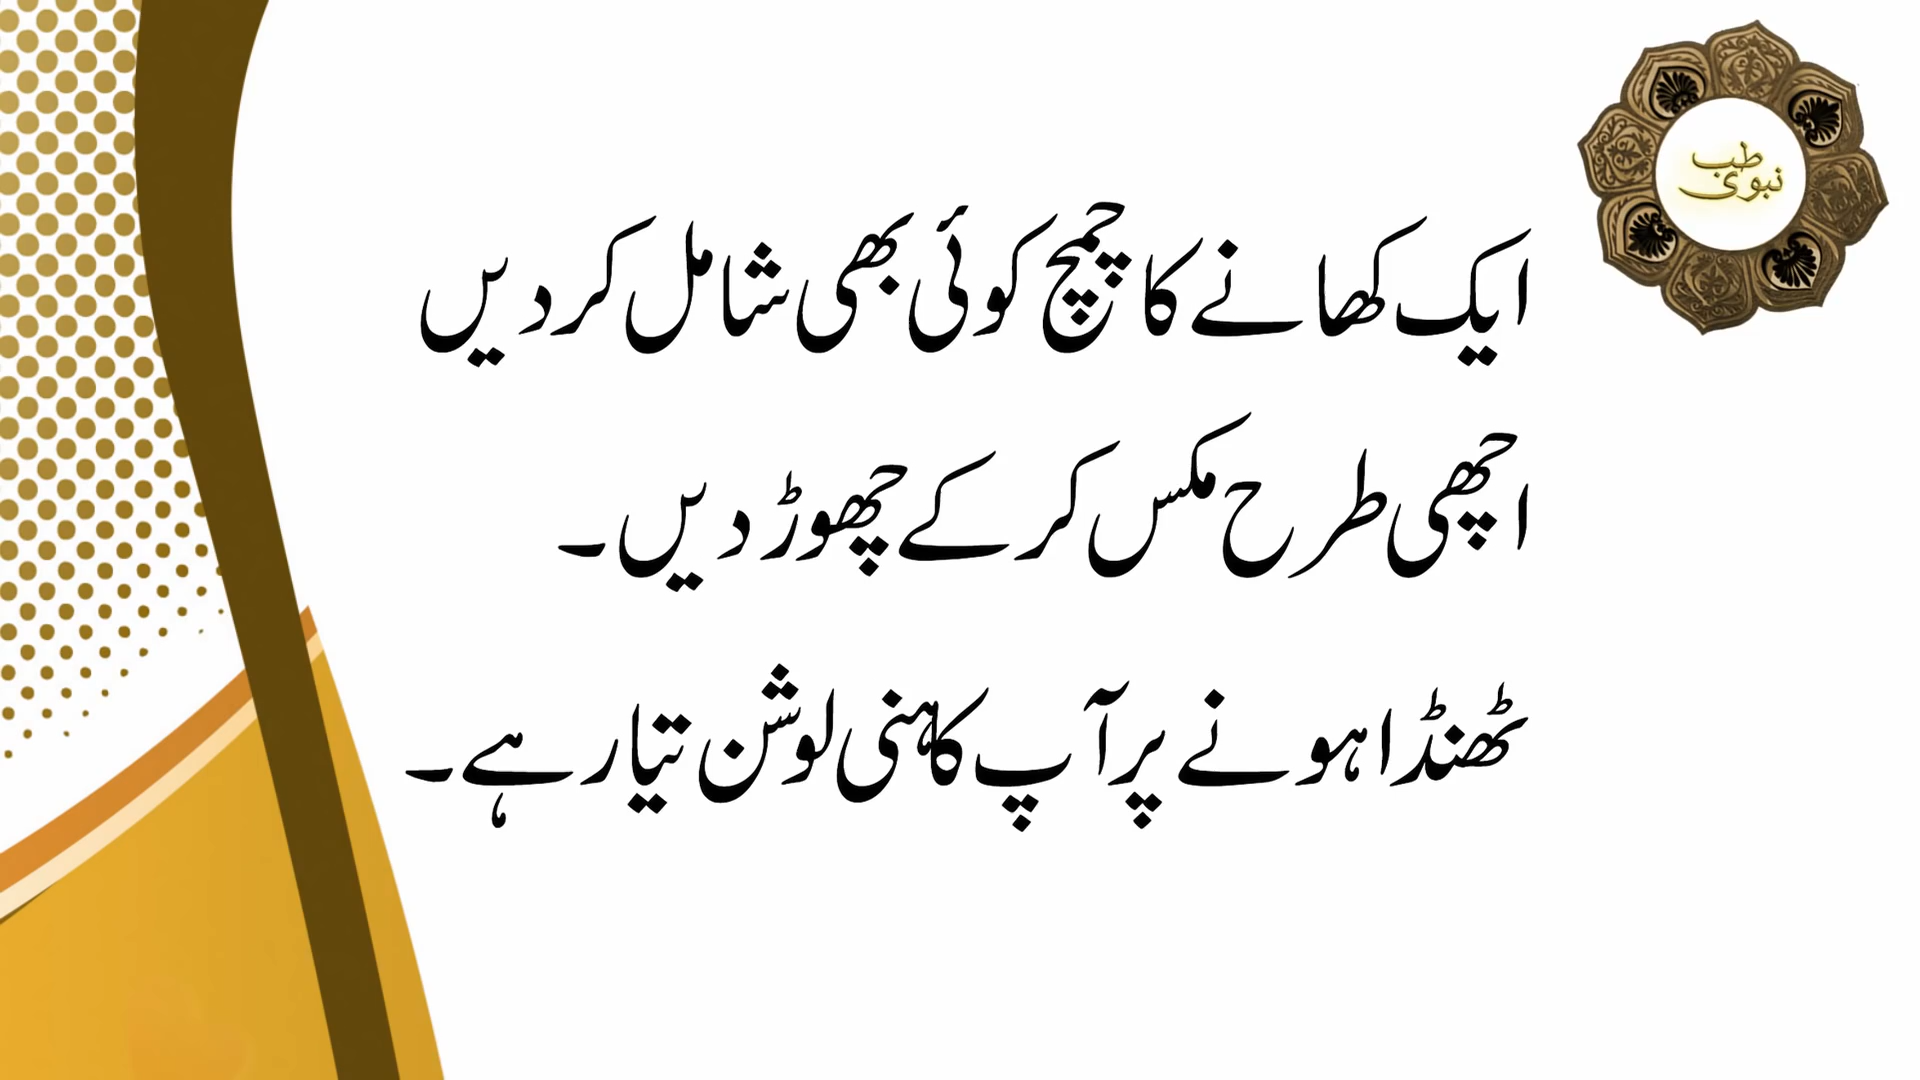 طب
نبوی
ایک کھانے کا چمچ کوئی بھی شامل کر دیں
اچھی طرح مکس کر کے چھوڑ دیں۔
ٹھنڈا ہونے پر آپ کا ہنی لوشن تیار ہے۔